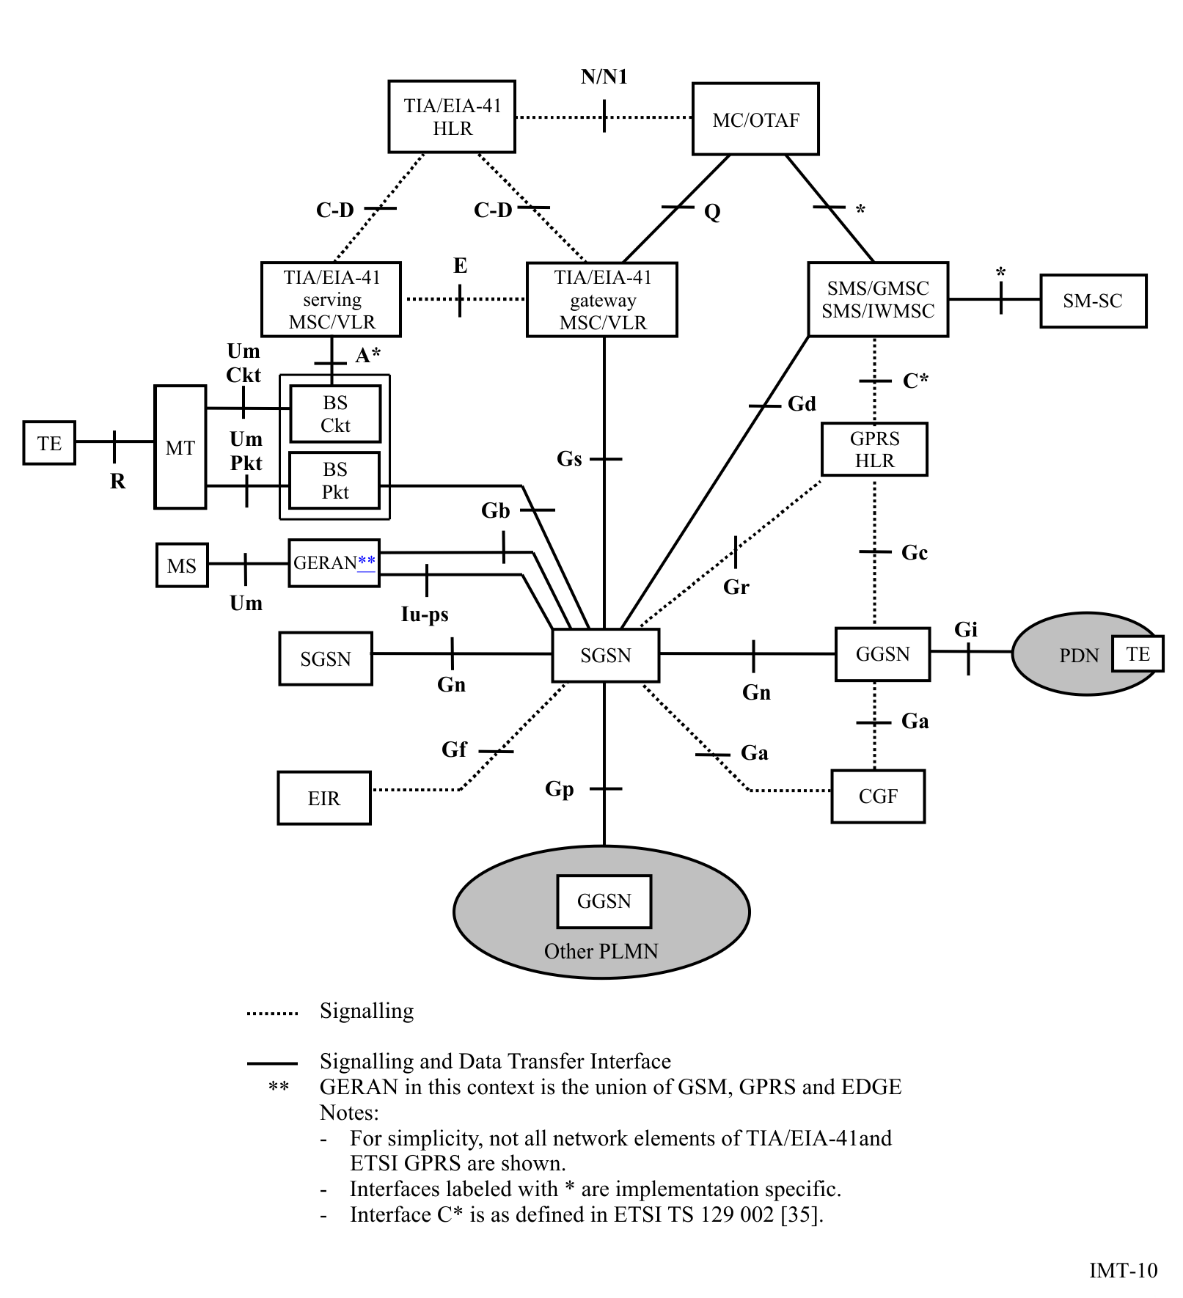 N/N1
TIA/EIA-41
HLR
MC/OTAF
C-D
C-D
Q
*
TIA/EIA-41
serving
MSC/VLR
E
TIA/EIA-41
gateway
MSC/VLR
SMS/GMSC
SMS/IWMSC
*
SM-SC
A*
Um
Ckt
C*
BS
Ckt
Gd
TE
R
MT
Um
Pkt
GPRS
HLR
BS
Pkt
Gs
Gb
MS
Um
GERAN**
Iu-ps
Gr
Gc
SGSN
Gn
SGSN
Gn
GGSN
Gi
PDN
TE
Gf
Ga
Ga
EIR
Gp
CGF
GGSN
Other PLMN
Signalling
Signalling and Data Transfer Interface
** GERAN in this context is the union of GSM, GPRS and EDGE
Notes:
- For simplicity, not all network elements of TIA/EIA-41and
ETSI GPRS are shown.
- Interfaces labeled with * are implementation specific.
- Interface C* is as defined in ETSI TS 129 002 [35].
IMT-10